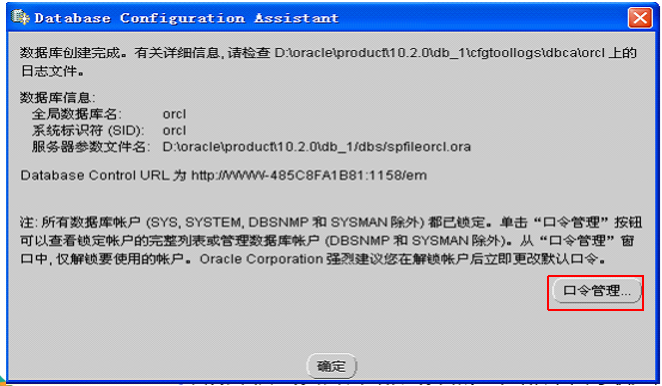 Database Configuration Assistant
数据库创建完成。有关详细信息, 请检查 D:\oracle\product\10.2.0\db_1\cfgtoollogs\dbca\orcl 上的
日志文件。
数据库信息:
全局数据库名: orcl
系统标识符 (SID): orcl
服务器参数文件名: D:\oracle\product\10.2.0\db_1/dbs/spfileorcl.ora
Database Control URL 为 http://WWW-485C8FA1B81:1158/em
注: 所有数据库帐户 (SYS, SYSTEM, DBSNMP 和 SYSMAN 除外) 都已锁定。单击“口令管理”按钮
可以查看锁定帐户的完整列表或管理数据库帐户 (DBSNMP 和 SYSMAN 除外)。从“口令管理”窗
口中, 仅解锁要使用的帐户。Oracle Corporation 强烈建议您在解锁帐户后立即更改默认口令。
口令管理...
确定